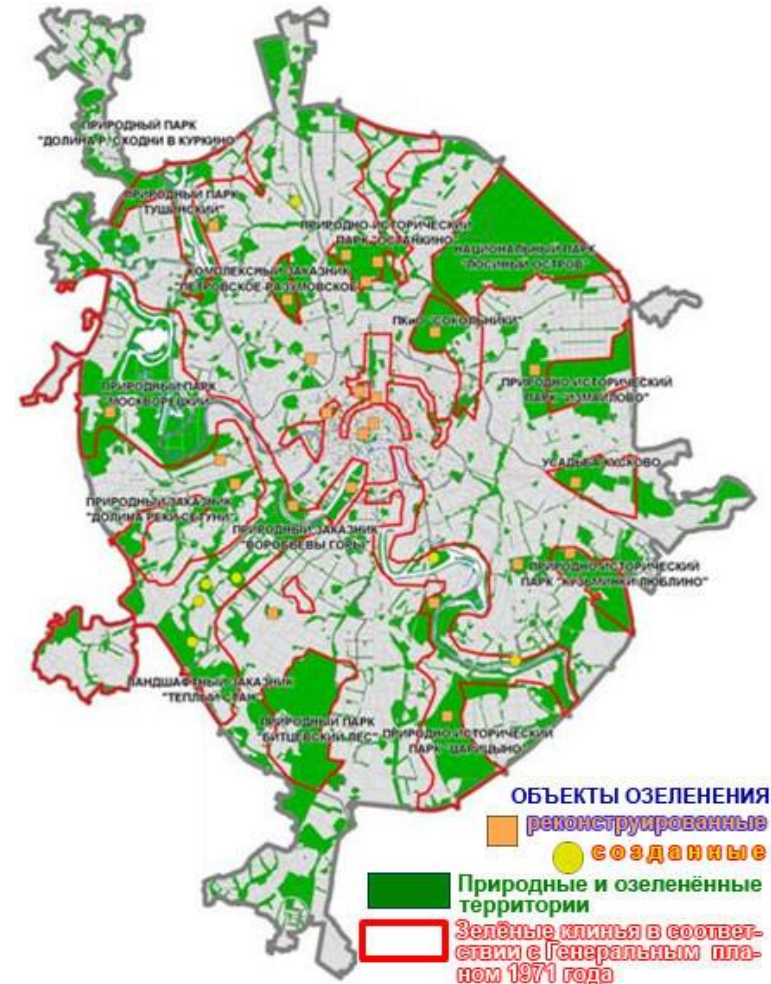 ПРИРОДНЫЙ ПАРК
"ДОЛИНА Р. СХОДНИ В КУРКИНО"
ПРИРОДНЫЙ ПАРК
"ТУШИНСКИЙ"
ПРИРОДНО-ИСТОРИЧЕСКИЙ
ПАРК "ОСТАНКИНО"
НАЦИОНАЛЬНЫЙ ПАРК
"ЛОСИНЫЙ ОСТРОВ"
КОМПЛЕКСНЫЙ ЗАКАЗНИК
"ПЕТРОВСКОЕ-РАЗУМОВСКОЕ"
ПКиО "СОКОЛЬНИКИ"
ПРИРОДНЫЙ ПАРК
"МОСКВОРЕЦКИЙ"
ПРИРОДНО-ИСТОРИЧЕСКИЙ
ПАРК "ИЗМАЙЛОВО"
УСАДЬБА КУСКОВО
ПРИРОДНЫЙ ЗАКАЗНИК
"ДОЛИНА РЕКИ СЕТУНИ"
ПРИРОДНЫЙ ЗАКАЗНИК
"ВОРОБЬЕВЫ ГОРЫ"
ПРИРОДНО-ИСТОРИЧЕСКИЙ
ПАРК "КУЗЬМИНКИ-ЛЮБЛИНО"
ЛАНДШАФТНЫЙ ЗАКАЗНИК
"ТЕПЛЫЙ СТАН"
ПРИРОДНЫЙ ПАРК
"БИТЦЕВСКИЙ ЛЕС"
ПРИРОДНО-ИСТОРИЧЕСКИЙ
ПАРК "ЦАРИЦЫНО"
ОБЪЕКТЫ ОЗЕЛЕНЕНИЯ
реконструированные
созданные
Природные и озеленённые
территории
Зелёные клинья в соответ-
ствии с Генеральным пла-
ном 1971 года